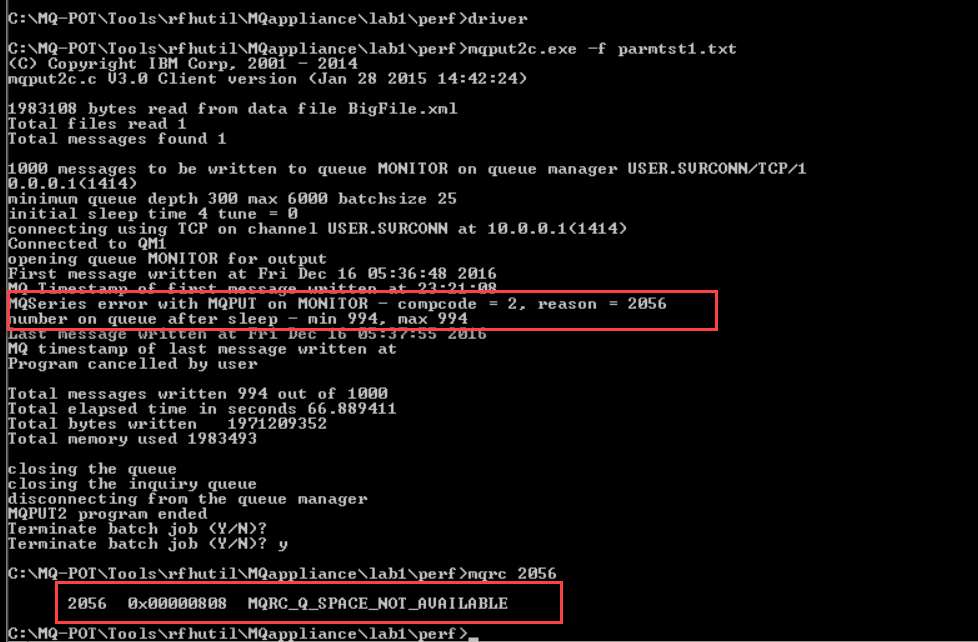 C:\MQ-POT\Tools\rfhutil\MQappliance\lab1\perf>driver
C:\MQ-POT\Tools\rfhutil\MQappliance\lab1\perf>mqput2c.exe -f parmtst1.txt
(C) Copyright IBM Corp, 2001 - 2014
mqput2c.c V3.0 Client version (Jan 28 2015 14:42:24)
1983108 bytes read from data file BigFile.xml
Total files read 1
Total messages found 1
1000 messages to be written to queue MONITOR on queue manager USER.SVRCONN/TCP/1
0.0.0.1(1414)
minimum queue depth 300 max 6000 batchsize 25
initial sleep time 4 tune = 0
connecting using TCP on channel USER.SVRCONN at 10.0.0.1(1414)
Connected to QM1
opening queue MONITOR for output
First message written at Fri Dec 16 05:36:48 2016
MQ Timestamp of first message written at 23:21:08
MQSeries error with MQPUT on MONITOR - compcode = 2, reason = 2056
number on queue after sleep - min 994, max 994
Last message written at Fri Dec 16 05:37:55 2016
MQ timestamp of last message written at
Program cancelled by user
Total messages written 994 out of 1000
Total elapsed time in seconds 66.889411
Total bytes written   1971209352
Total memory used 1983493
closing the queue
closing the inquiry queue
disconnecting from the queue manager
MQPUT2 program ended
Terminate batch job (Y/N)?
Terminate batch job (Y/N)? y
C:\MQ-POT\Tools\rfhutil\MQappliance\lab1\perf>mqrc 2056
2056  0x00000808  MQRC_Q_SPACE_NOT_AVAILABLE
C:\MQ-POT\Tools\rfhutil\MQappliance\lab1\perf>_